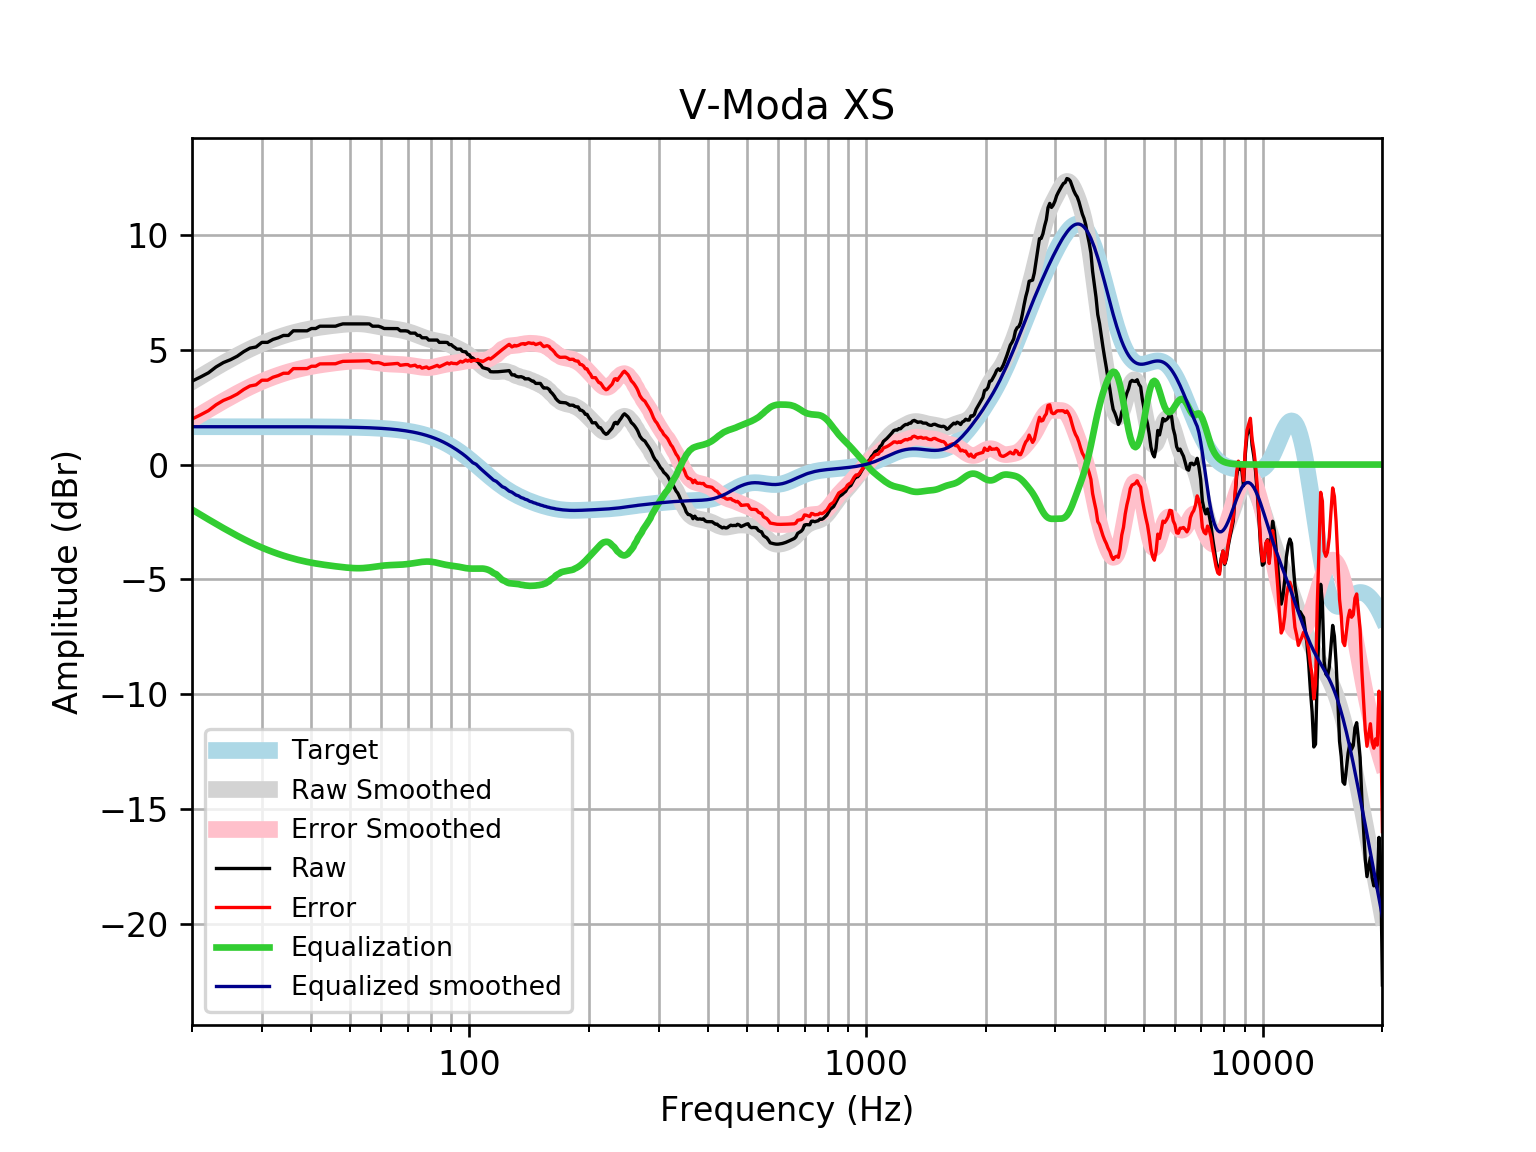 V-Moda XS
10
5
0
−5
−10
−15
−20
Amplitude (dBr)
Target
Raw Smoothed
Error Smoothed
Raw
Error
Equalization
Equalized smoothed
100
1000
10000
Frequency (Hz)